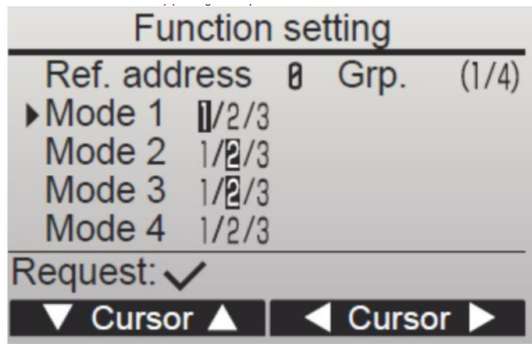 Function setting
Ref. address 0 Grp. (1/4)
Mode 1 1/2/3
Mode 2 1/2/3
Mode 3 1/2/3
Mode 4 1/2/3
Request: ✓
▼ Cursor ▲ ◀ Cursor ▶